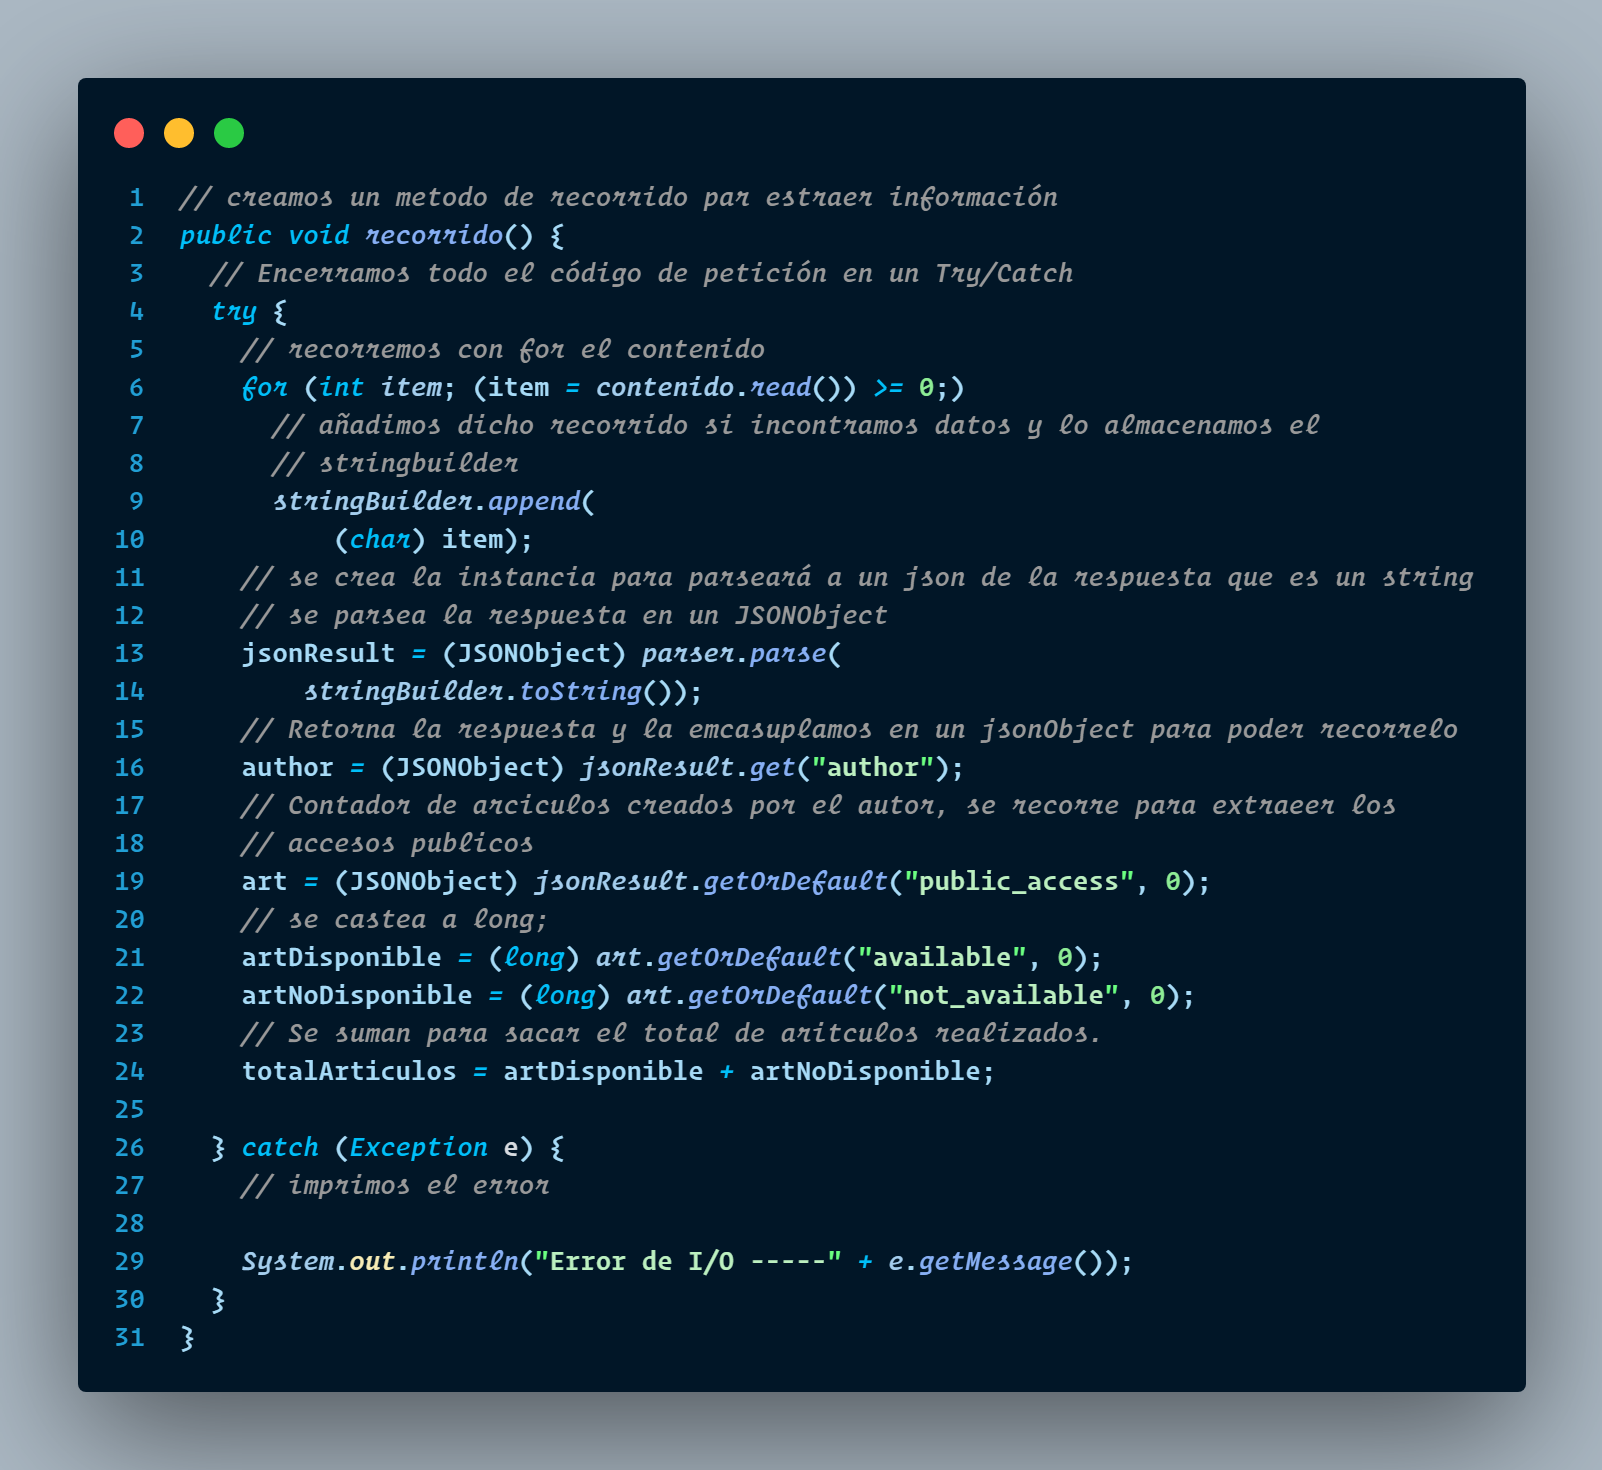 1 // creamos un metodo de recorrido par estraer información
2 public void recorrido() {
3 // Encerramos todo el código de petición en un Try/Catch
4 try {
5 // recorremos con for el contenido
6 for (int item; (item = contenido.read()) >= 0;)
7 // añadimos dicho recorrido si incontramos datos y lo almacenamos el
8 // stringbuilder
9 stringBuilder.append(
10 (char) item);
11 // se crea la instancia para parseará a un json de la respuesta que es un string
12 // se parsea la respuesta en un JSONObject
13 jsonResult = (JSONObject) parser.parse(
14 stringBuilder.toString());
15 // Retorna la respuesta y la emcasuplamos en un jsonObject para poder recorrelo
16 author = (JSONObject) jsonResult.get("author");
17 // Contador de arciculos creados por el autor, se recorre para extraeer los
18 // accesos publicos
19 art = (JSONObject) jsonResult.getOrDefault("public_access", 0);
20 // se castea a long;
21 artDisponible = (long) art.getOrDefault("available", 0);
22 artNoDisponible = (long) art.getOrDefault("not_available", 0);
23 // Se suman para sacar el total de aritculos realizados.
24 totalArticulos = artDisponible + artNoDisponible;
25
26 } catch (Exception e) {
27 // imprimos el error
28
29 System.out.println("Error de I/O -----" + e.getMessage());
30 }
31 }